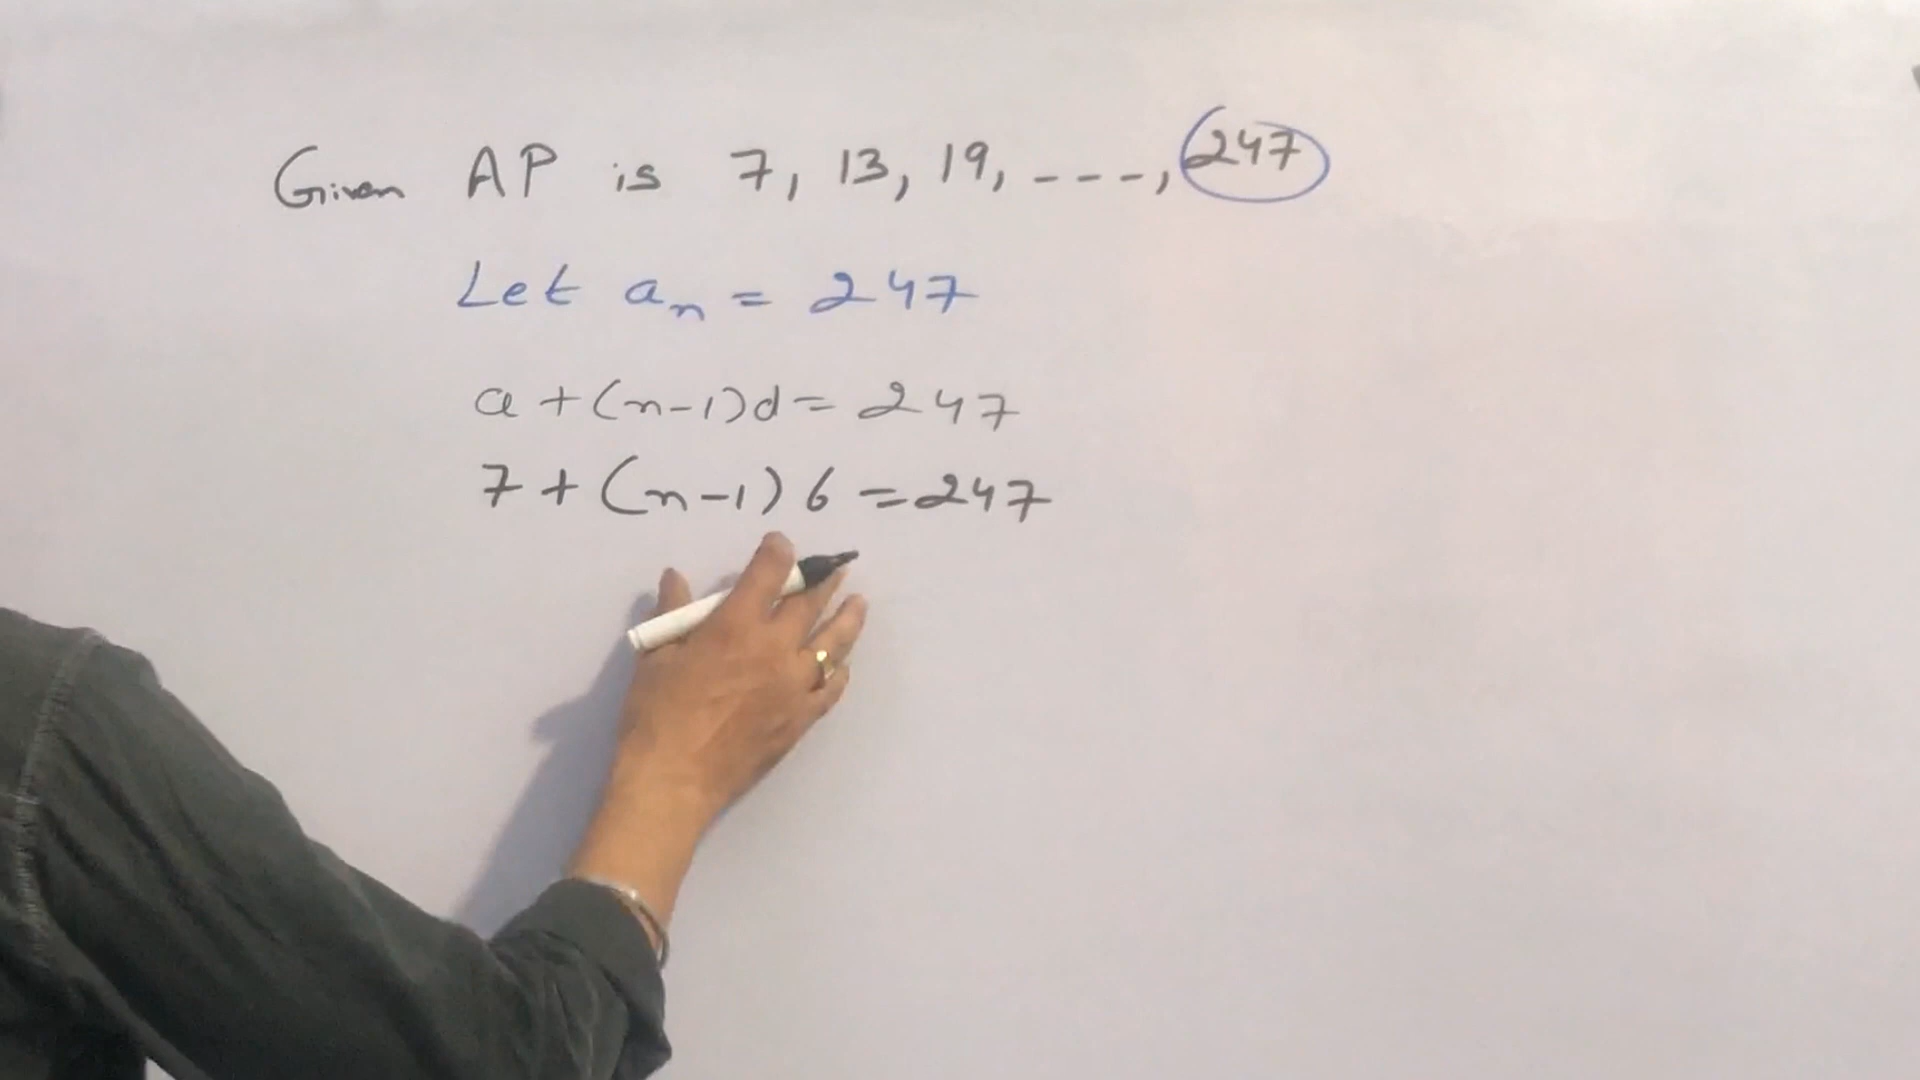 Given AP is 7, 13, 19, ---, 247
Let aₙ = 247
a + (n-1)d = 247
7 + (n-1) 6 = 247